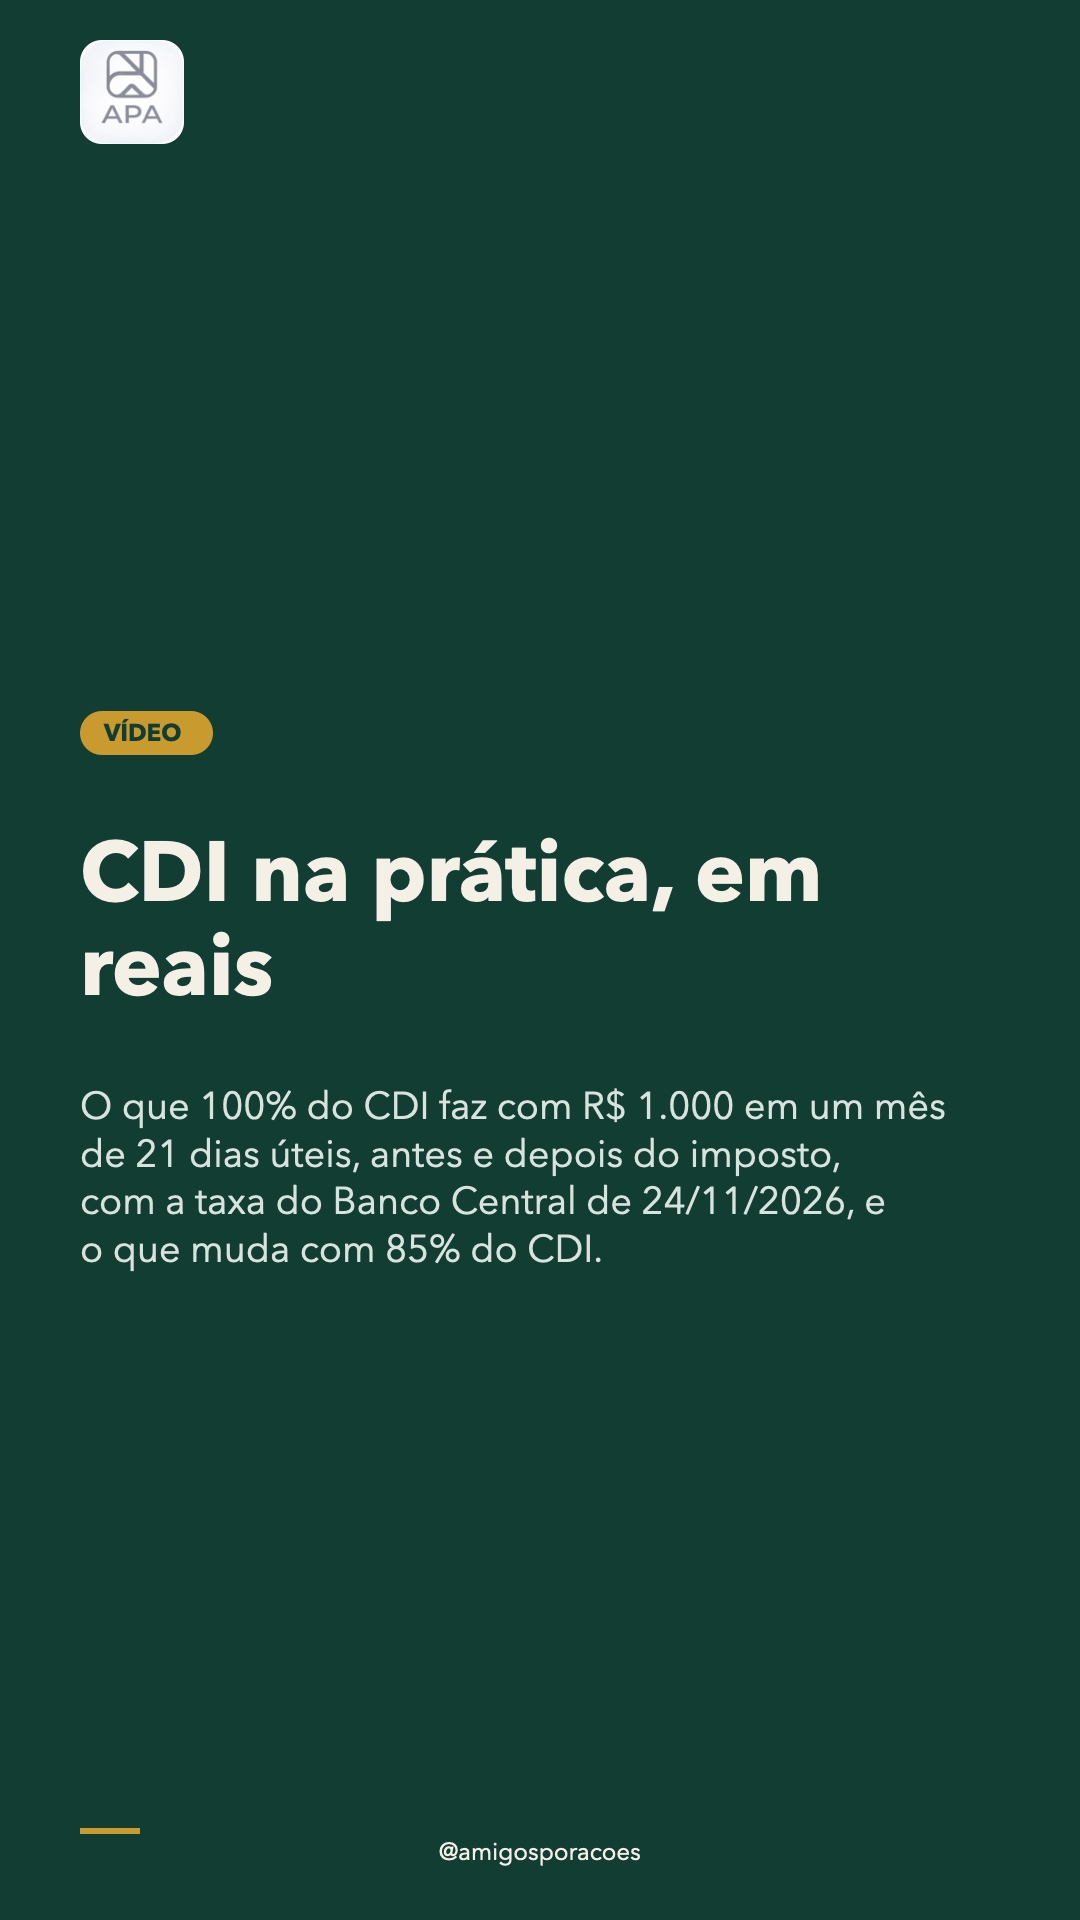 APA
VÍDEO
CDI na prática, em
reais
O que 100% do CDI faz com R$ 1.000 em um mês
de 21 dias úteis, antes e depois do imposto,
com a taxa do Banco Central de 24/11/2026, e
o que muda com 85% do CDI.
@amigosporacoes